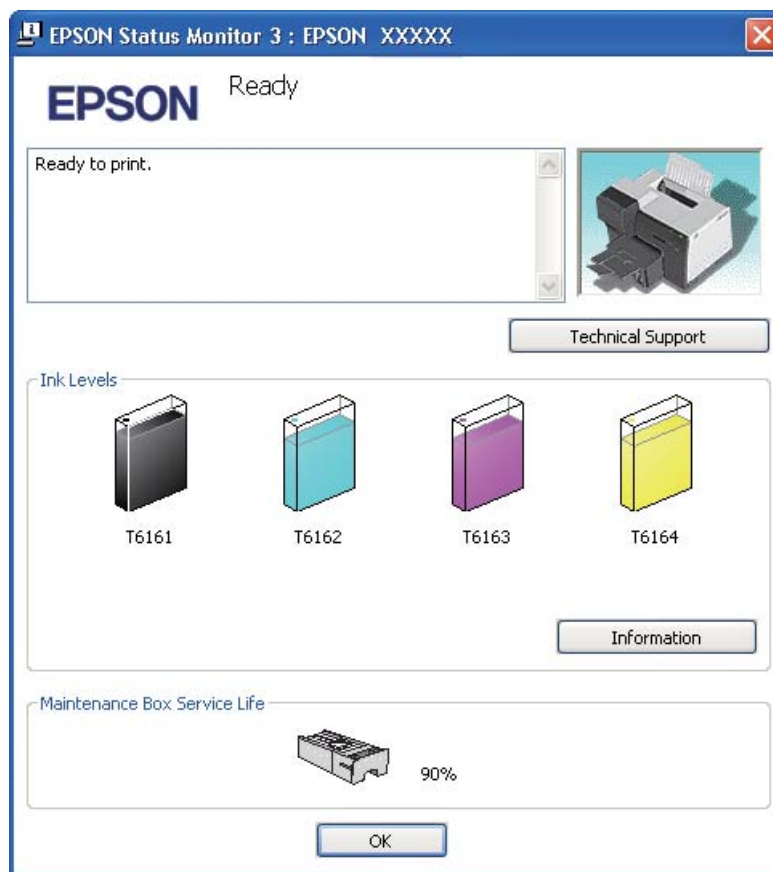 EPSON Status Monitor 3 : EPSON XXXXX
EPSON
Ready
Ready to print.
Technical Support
Ink Levels
T6161
T6162
T6163
T6164
Information
Maintenance Box Service Life
90%
OK